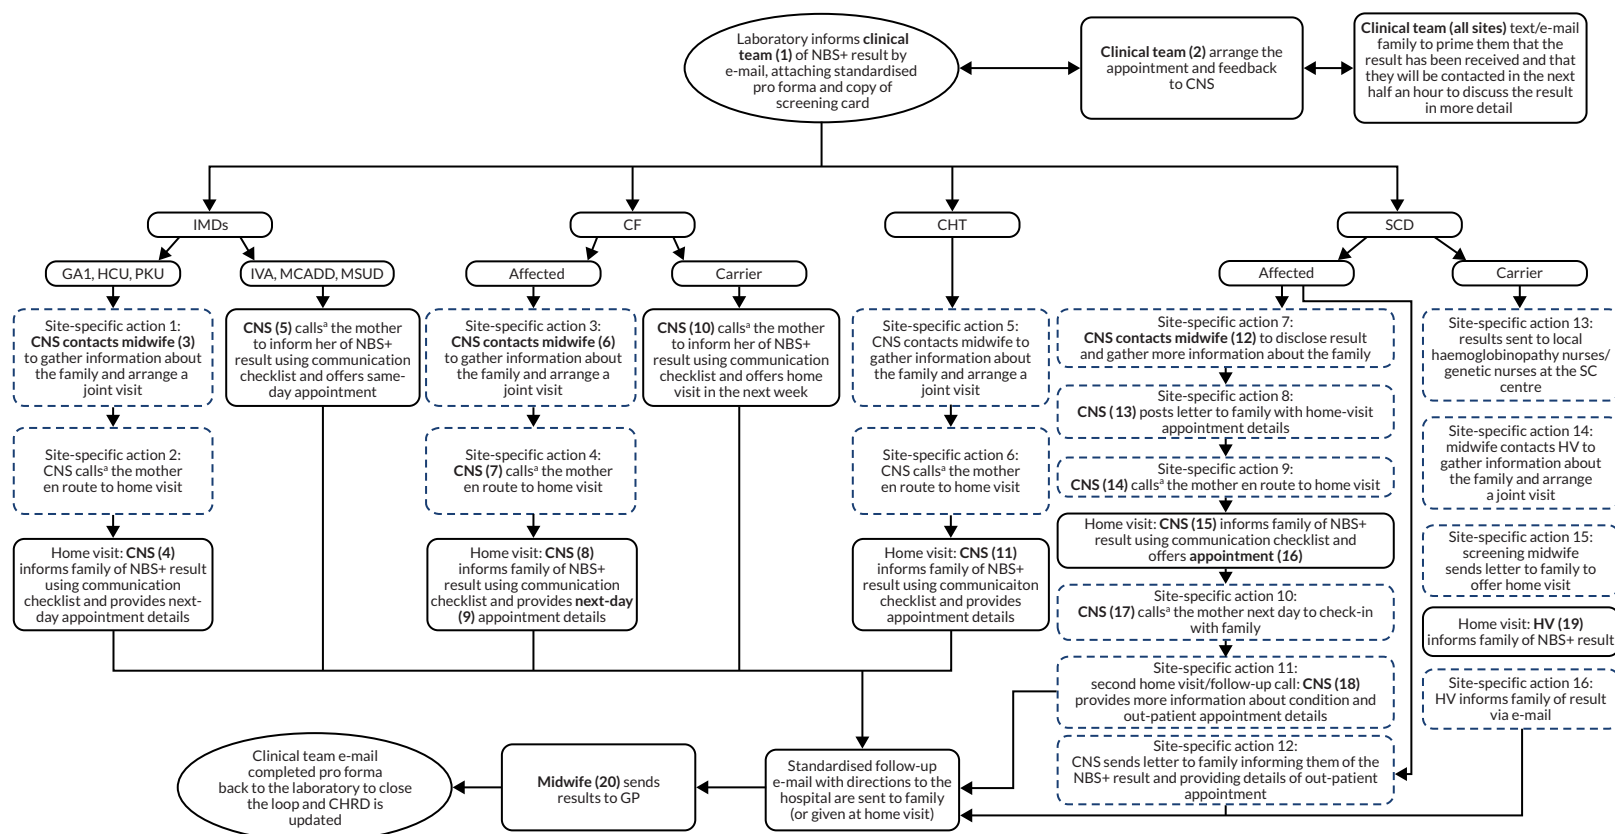 Laboratory informs clinical
team (1) of NBS+ result by
e-mail, attaching standardised
pro forma and copy of
screening card
Clinical team (2) arrange the
appointment and feedback
to CNS
Clinical team (all sites) text/e-mail
family to prime them that the
result has been received and that
they will be contacted in the next
half an hour to discuss the result
in more detail
IMDs
CF
CHT
SCD
GA1, HCU, PKU
IVA, MCADD, MSUD
Affected
Carrier
Affected
Carrier
Site-specific action 1:
CNS contacts midwife (3)
to gather information about
the family and arrange a
joint visit
CNS (5) callsᵃ the mother
to inform her of NBS+
result using communication
checklist and offers same-
day appointment
Site-specific action 3:
CNS contacts midwife (6)
to gather information about
the family and arrange a
joint visit
CNS (10) callsᵃ the mother
to inform her of NBS+
result using communication
checklist and offers home
visit in the next week
Site-specific action 5:
CNS contacts midwife to
gather information about
the family and arrange a
joint visit
Site-specific action 7:
CNS contacts midwife (12) to disclose result
and gather more information about the family
Site-specific action 13:
results sent to local
haemoglobinopathy nurses/
genetic nurses at the SC
centre
Site-specific action 8:
CNS (13) posts letter to family with home-visit
appointment details
Site-specific action 2:
CNS callsᵃ the mother
en route to home visit
Site-specific action 4:
CNS (7) callsᵃ the mother
en route to home visit
Site-specific action 6:
CNS callsᵃ the mother
en route to home visit
Site-specific action 9:
CNS (14) callsᵃ the mother en route to home visit
Site-specific action 14:
midwife contacts HV to
gather information about
the family and arrange
a joint visit
Home visit: CNS (4)
informs family of NBS+ result
using communication
checklist and provides next-
day appointment details
Home visit: CNS (8)
informs family of NBS+
result using communication
checklist and provides next-day
(9) appointment details
Home visit: CNS (11)
informs family of NBS+
result using communicaiton
checklist and provides
appointment details
Home visit: CNS (15) informs family of NBS+
result using communication checklist and
offers appointment (16)
Site-specific action 15:
screening midwife
sends letter to family to
offer home visit
Site-specific action 10:
CNS (17) callsᵃ the mother next day to check-in
with family
Home visit: HV (19)
informs family of NBS+ result
Site-specific action 11:
second home visit/follow-up call: CNS (18)
provides more information about condition and
out-patient appointment details
Site-specific action 16:
HV informs family of result
via e-mail
Site-specific action 12:
CNS sends letter to family informing them of the
NBS+ result and providing details of out-patient
appointment
Clinical team e-mail
completed pro forma
back to the laboratory to close
the loop and CHRD is
updated
Midwife (20) sends
results to GP
Standardised follow-up
e-mail with directions to the
hospital are sent to family
(or given at home visit)